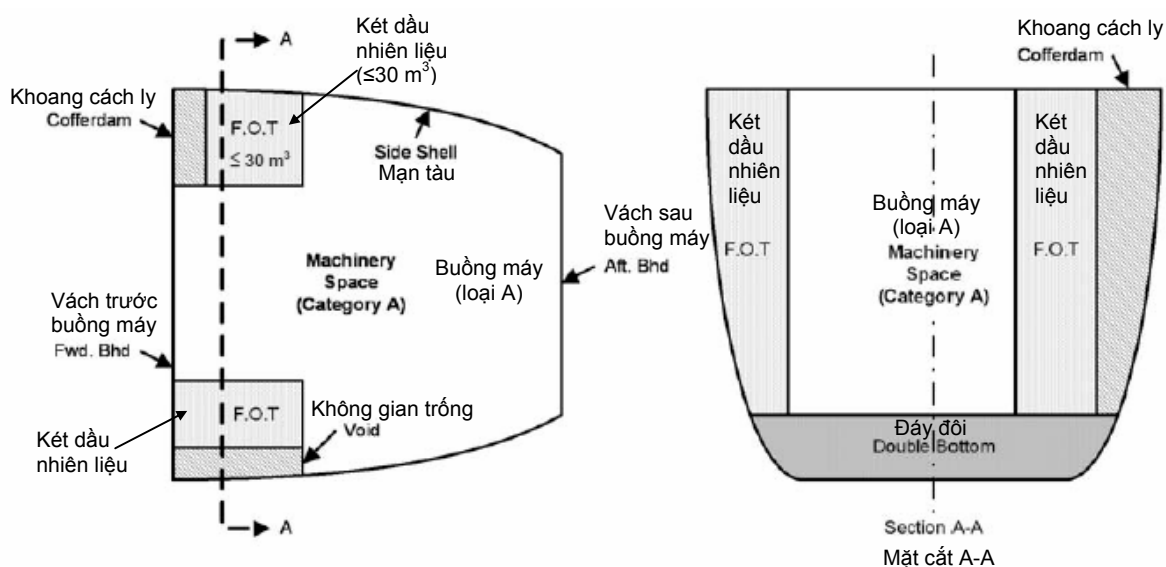 A
Két dầu
nhiên liệu
(≤30 m³)
Khoang cách ly
Cofferdam
F.O.T
≤ 30 m³
Side Shell
Mạn tàu
Vách sau
buồng máy
Aft. Bhd
Machinery
Space
(Category A)
Buồng máy
(loại A)
Vách trước
buồng máy
Fwd. Bhd
F.O.T
Không gian trống
Void
Két dầu
nhiên liệu
A
Khoang cách ly
Cofferdam
Két
dầu
nhiên
liệu
F.O.T
Buồng máy
(loại A)
Machinery
Space
(Category A)
Két
dầu
nhiên
liệu
F.O.T
Đáy đôi
Double Bottom
Section A-A
Mặt cắt A-A